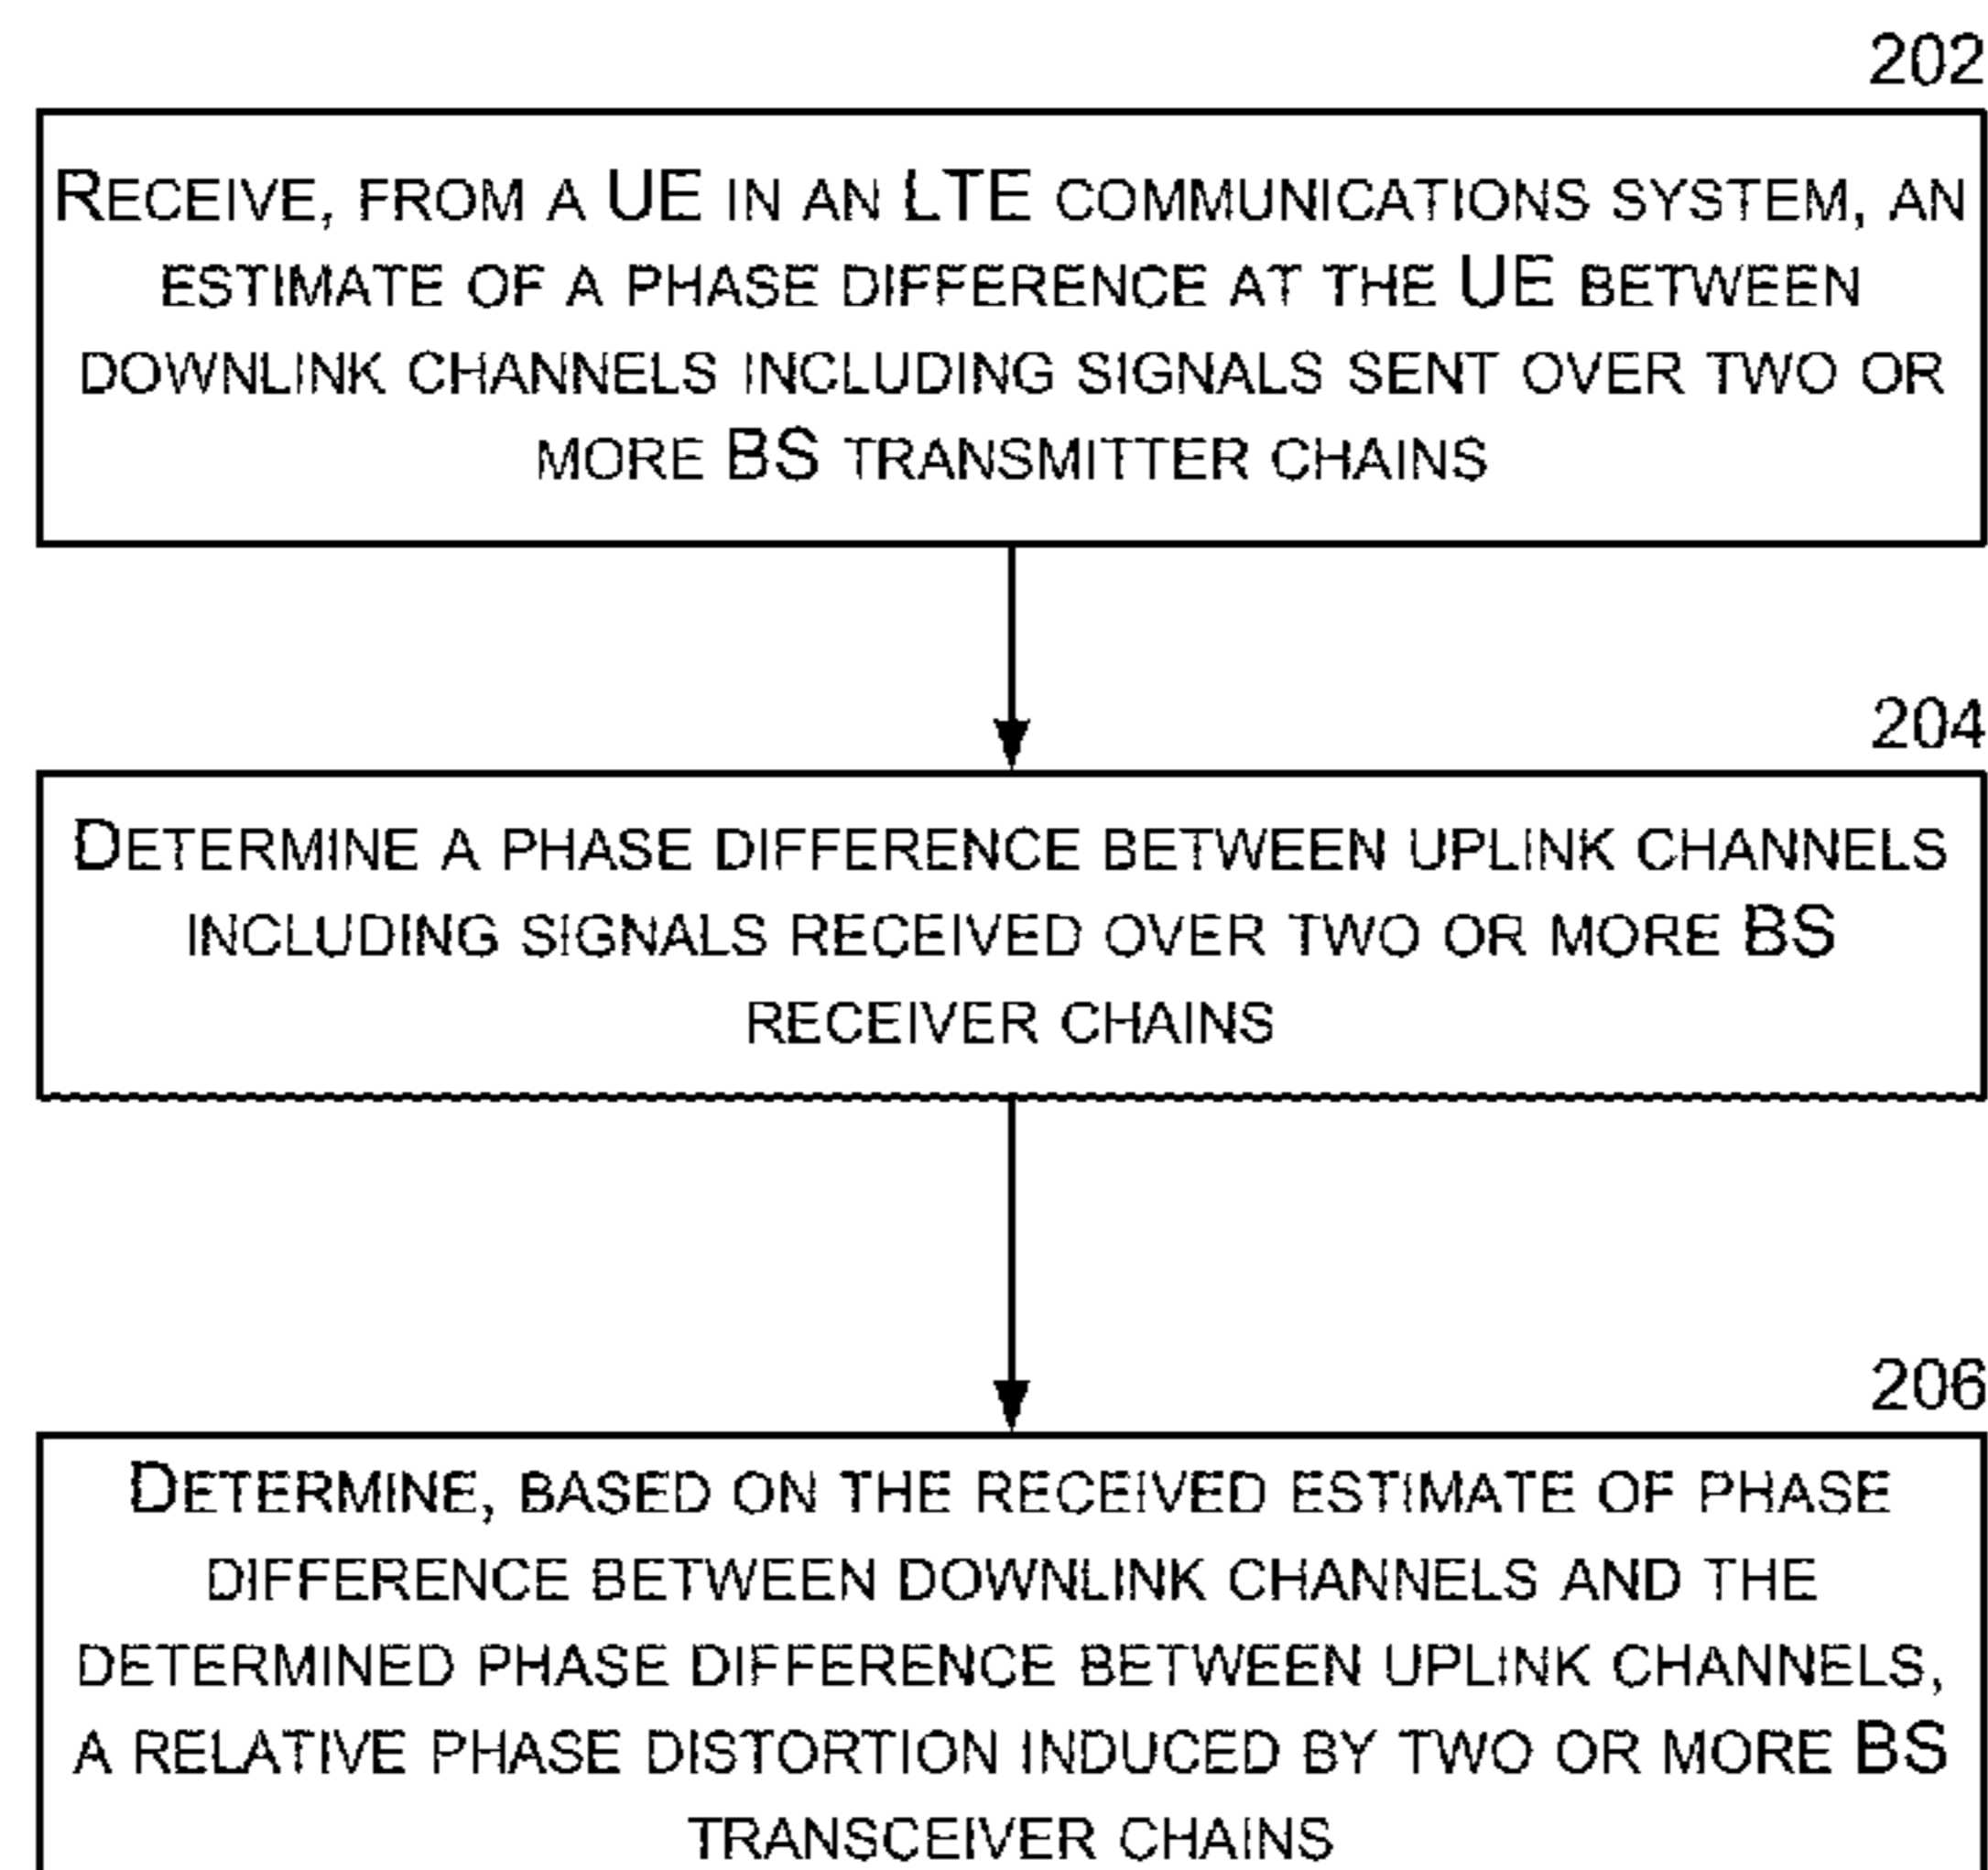 202
RECEIVE, FROM A UE IN AN LTE COMMUNICATIONS SYSTEM, AN
ESTIMATE OF A PHASE DIFFERENCE AT THE UE BETWEEN
DOWNLINK CHANNELS INCLUDING SIGNALS SENT OVER TWO OR
MORE BS TRANSMITTER CHAINS
204
DETERMINE A PHASE DIFFERENCE BETWEEN UPLINK CHANNELS
INCLUDING SIGNALS RECEIVED OVER TWO OR MORE BS
RECEIVER CHAINS
206
DETERMINE, BASED ON THE RECEIVED ESTIMATE OF PHASE
DIFFERENCE BETWEEN DOWNLINK CHANNELS AND THE
DETERMINED PHASE DIFFERENCE BETWEEN UPLINK CHANNELS,
A RELATIVE PHASE DISTORTION INDUCED BY TWO OR MORE BS
TRANSCEIVER CHAINS